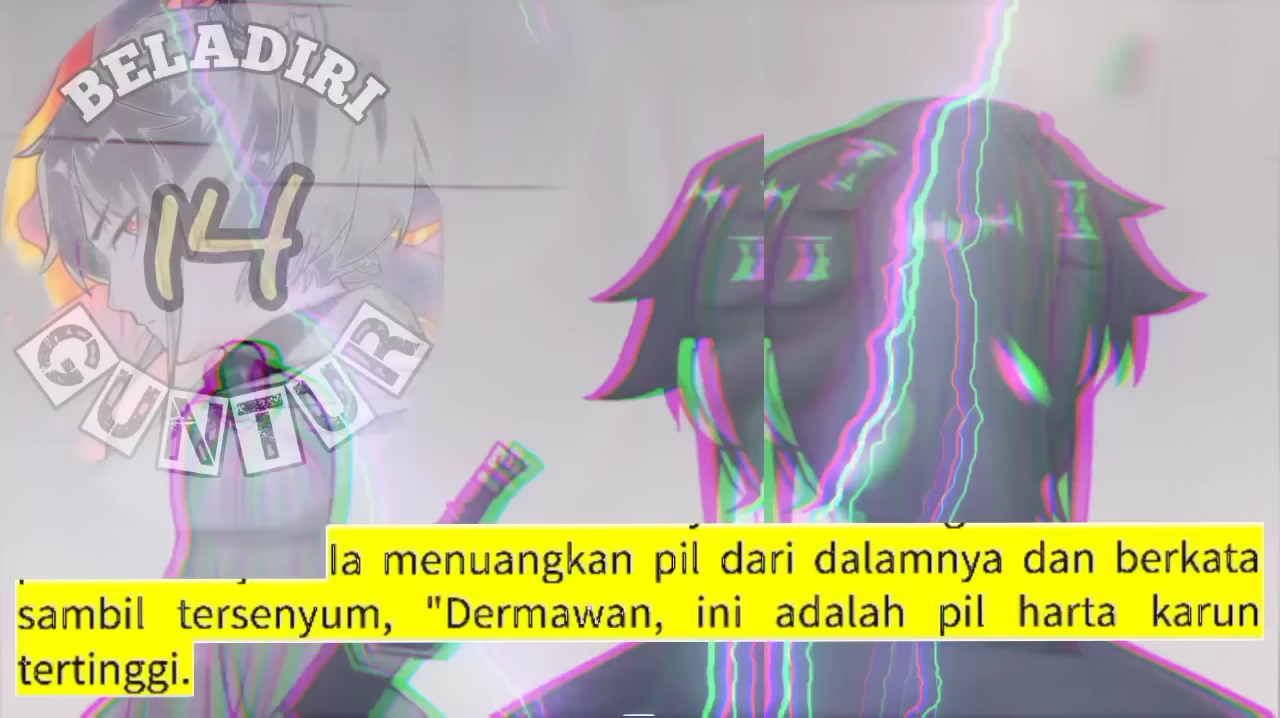 BELADIRI
14
GUNTUR
Ia menuangkan pil dari dalamnya dan berkata
sambil tersenyum, "Dermawan, ini adalah pil harta karun
tertinggi.